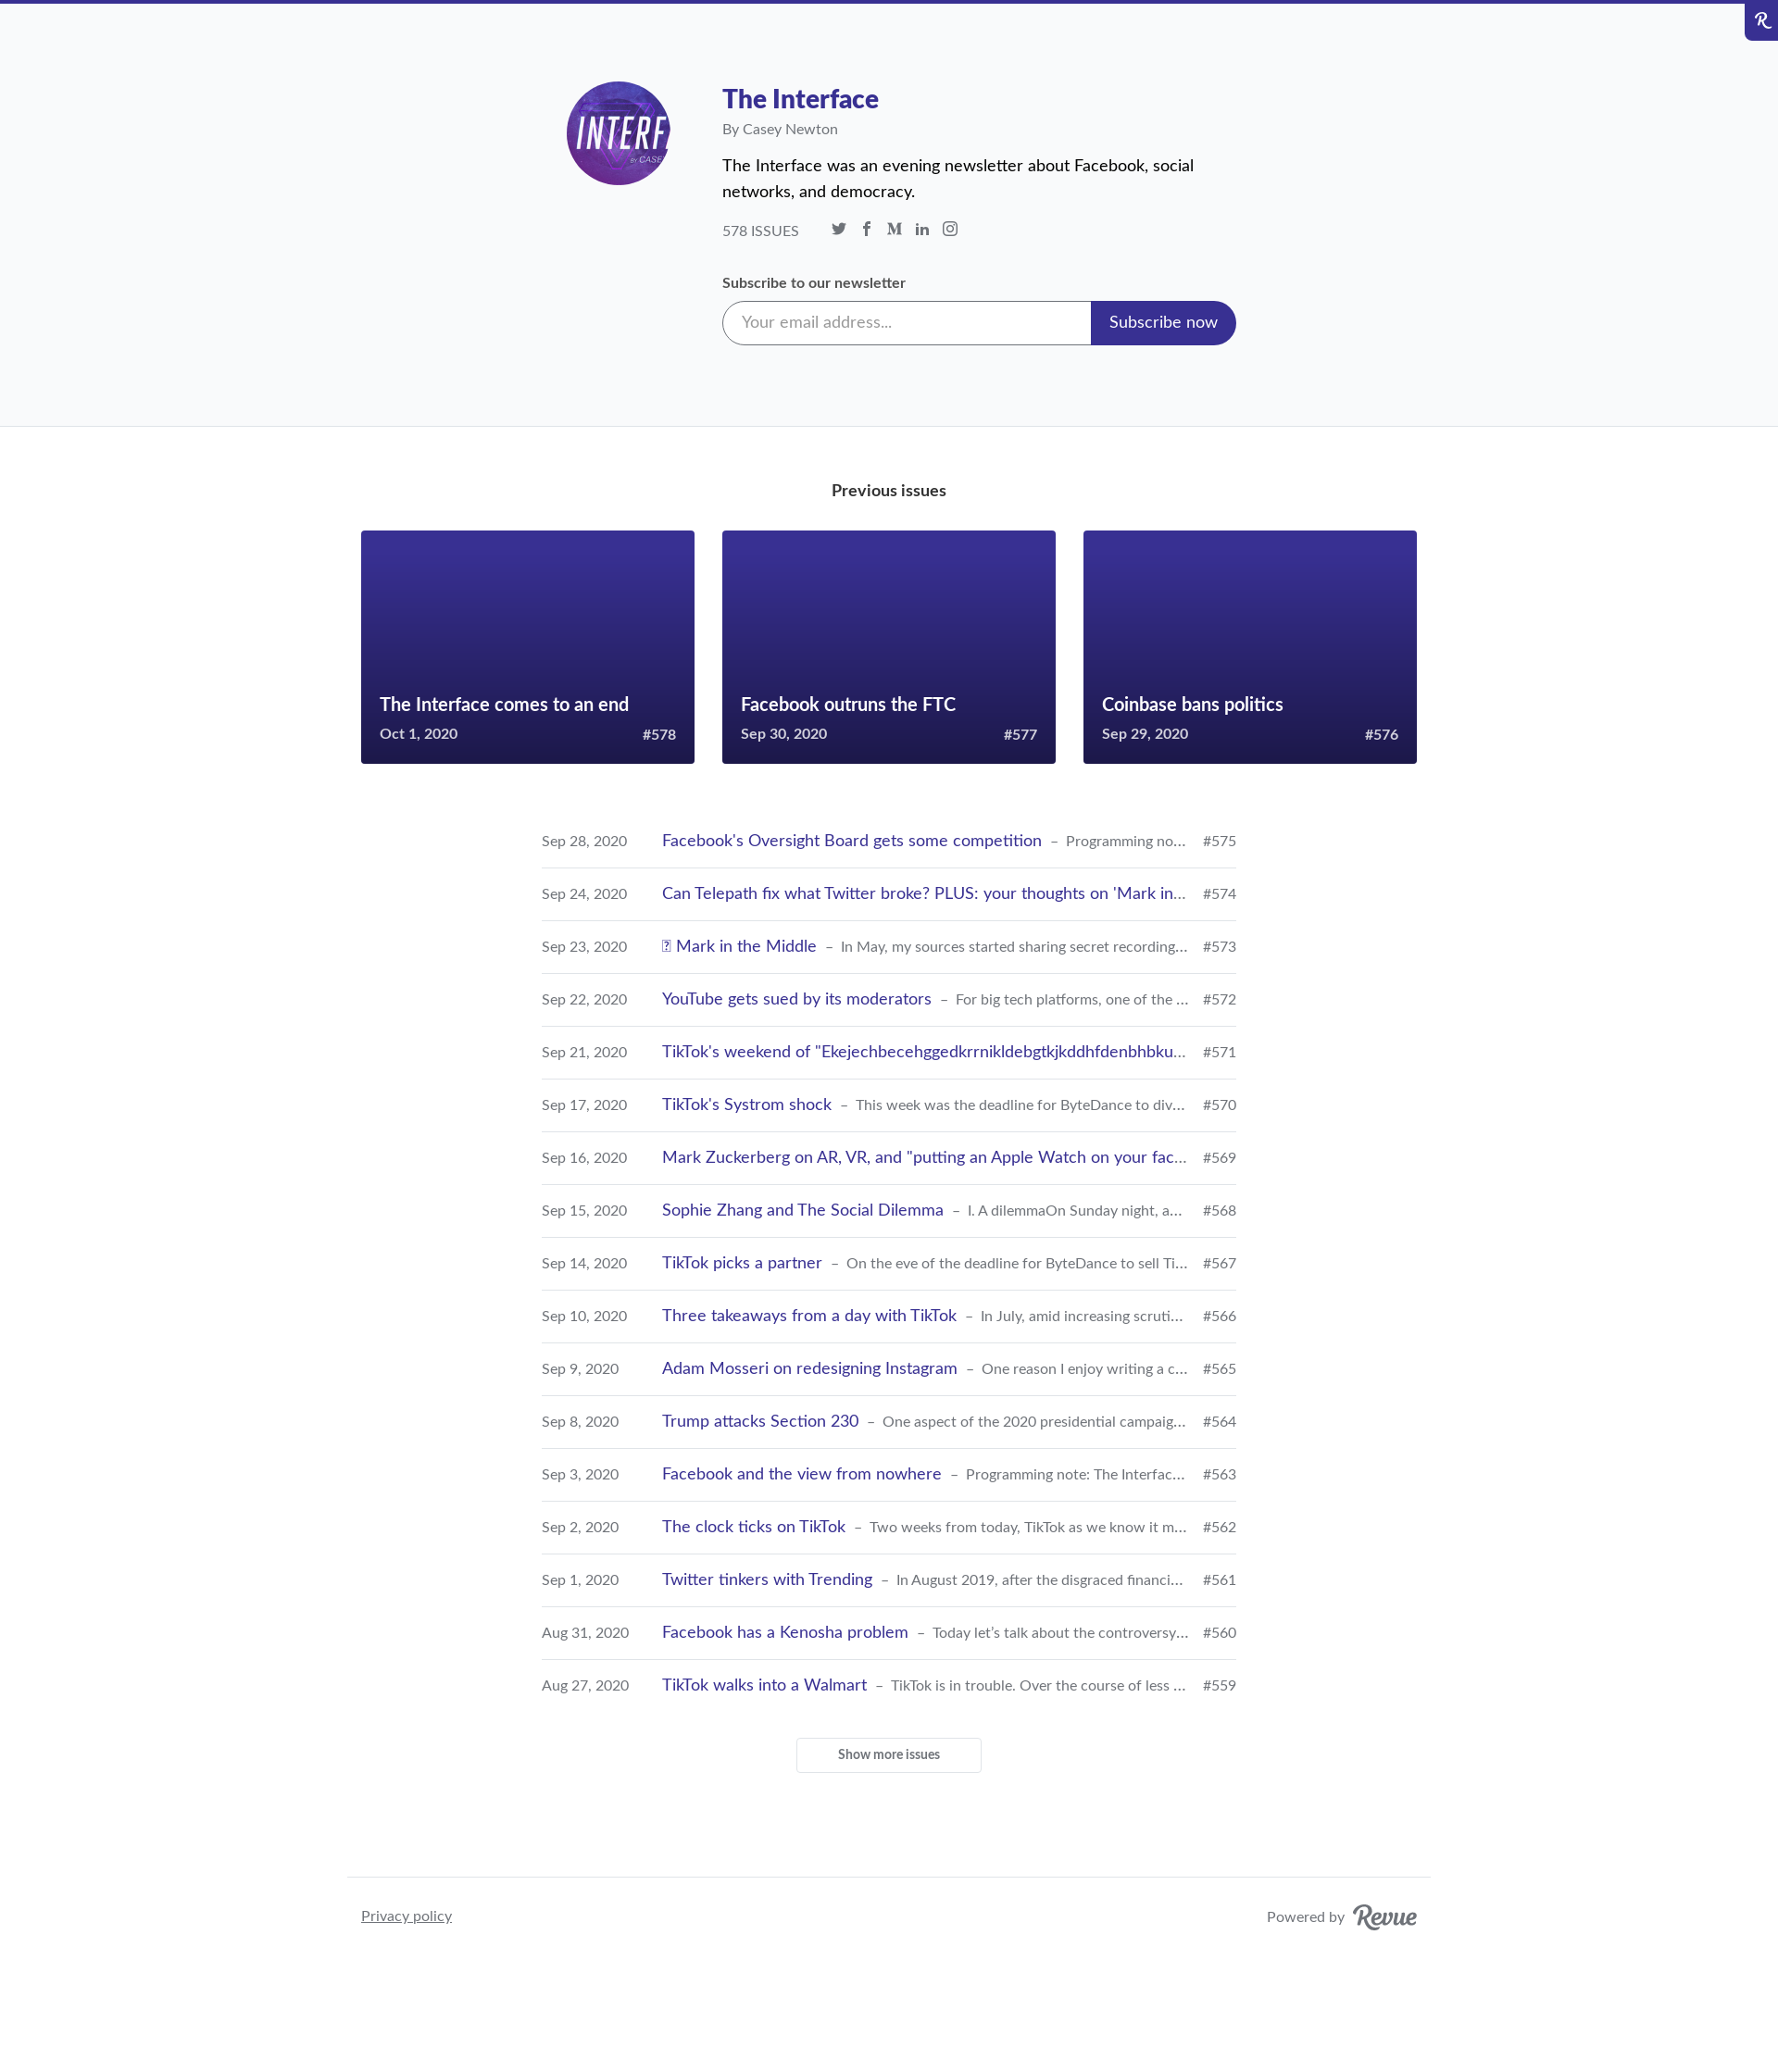 The Interface
By Casey Newton
INTERF
BY CASE
The Interface was an evening newsletter about Facebook, social
networks, and democracy.
578 ISSUES
Subscribe to our newsletter
Your email address... Subscribe now
Previous issues
The Interface comes to an end
Oct 1, 2020 #578
Facebook outruns the FTC
Sep 30, 2020 #577
Coinbase bans politics
Sep 29, 2020 #576
Sep 28, 2020 Facebook's Oversight Board gets some competition – Programming no... #575
Sep 24, 2020 Can Telepath fix what Twitter broke? PLUS: your thoughts on 'Mark in... #574
Sep 23, 2020 Mark in the Middle – In May, my sources started sharing secret recording... #573
Sep 22, 2020 YouTube gets sued by its moderators – For big tech platforms, one of the ... #572
Sep 21, 2020 TikTok's weekend of "Ekejechbecehggedkrrnikldebgtkjkddhfdenbhbku... #571
Sep 17, 2020 TikTok's Systrom shock – This week was the deadline for ByteDance to div... #570
Sep 16, 2020 Mark Zuckerberg on AR, VR, and "putting an Apple Watch on your fac... #569
Sep 15, 2020 Sophie Zhang and The Social Dilemma – I. A dilemmaOn Sunday night, a... #568
Sep 14, 2020 TikTok picks a partner – On the eve of the deadline for ByteDance to sell Ti... #567
Sep 10, 2020 Three takeaways from a day with TikTok – In July, amid increasing scruti... #566
Sep 9, 2020 Adam Mosseri on redesigning Instagram – One reason I enjoy writing a c... #565
Sep 8, 2020 Trump attacks Section 230 – One aspect of the 2020 presidential campaig... #564
Sep 3, 2020 Facebook and the view from nowhere – Programming note: The Interfac... #563
Sep 2, 2020 The clock ticks on TikTok – Two weeks from today, TikTok as we know it m... #562
Sep 1, 2020 Twitter tinkers with Trending – In August 2019, after the disgraced financi... #561
Aug 31, 2020 Facebook has a Kenosha problem – Today let’s talk about the controversy... #560
Aug 27, 2020 TikTok walks into a Walmart – TikTok is in trouble. Over the course of less ... #559
Show more issues
Privacy policy
Powered by Revue